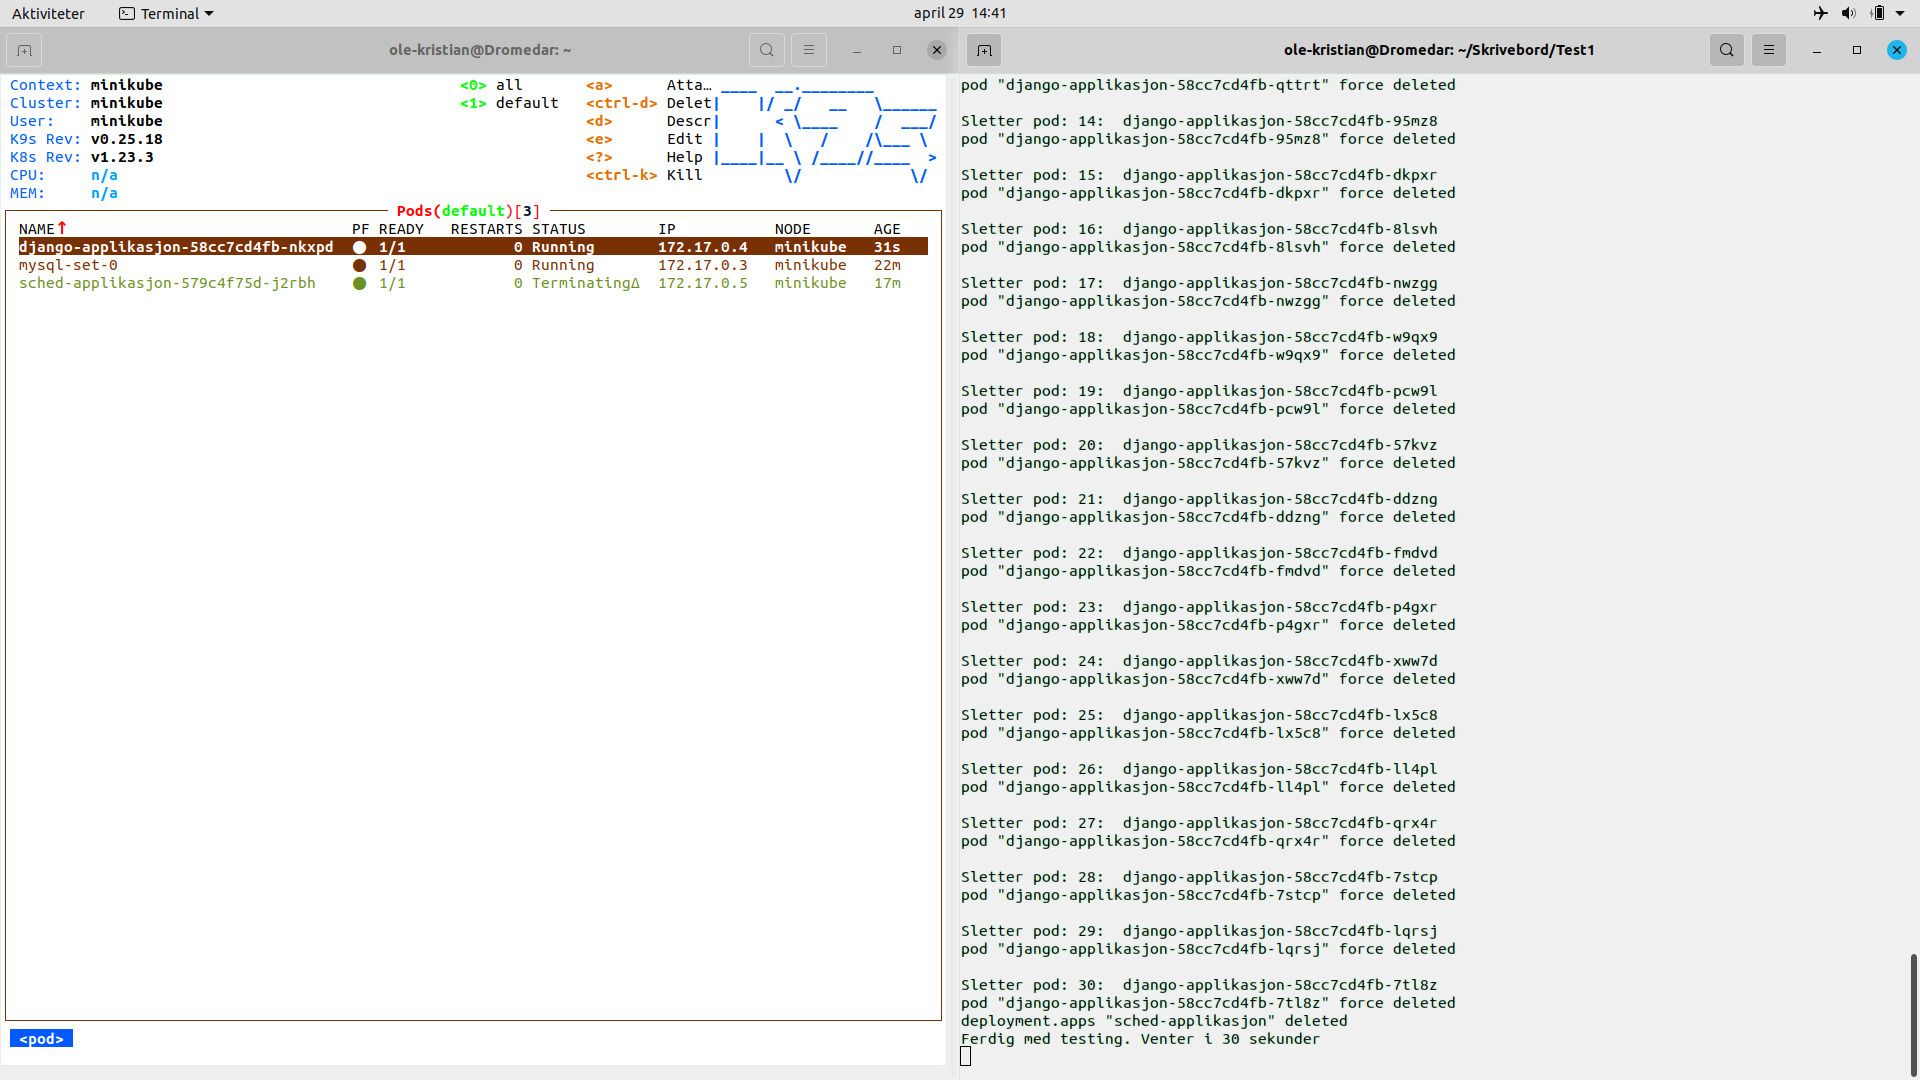 Aktiviteter
Terminal
april 29 14:41
ole-kristian@Dromedar: ~
Context: minikube <0> all <a> Atta…
Cluster: minikube <1> default <ctrl-d> Delet
User: minikube <d> Descr
K9s Rev: v0.25.18 <e> Edit
K8s Rev: v1.23.3 <?> Help
CPU: n/a <ctrl-k> Kill
MEM: n/a
Pods(default)[3]
NAME↑ PF READY RESTARTS STATUS IP NODE AGE
django-applikasjon-58cc7cd4fb-nkxpd ● 1/1 0 Running 172.17.0.4 minikube 31s
mysql-set-0 ● 1/1 0 Running 172.17.0.3 minikube 22m
sched-applikasjon-579c4f75d-j2rbh ● 1/1 0 TerminatingΔ 172.17.0.5 minikube 17m
<pod>
ole-kristian@Dromedar: ~/Skrivebord/Test1
pod "django-applikasjon-58cc7cd4fb-qttrt" force deleted
Sletter pod: 14: django-applikasjon-58cc7cd4fb-95mz8
pod "django-applikasjon-58cc7cd4fb-95mz8" force deleted
Sletter pod: 15: django-applikasjon-58cc7cd4fb-dkpxr
pod "django-applikasjon-58cc7cd4fb-dkpxr" force deleted
Sletter pod: 16: django-applikasjon-58cc7cd4fb-8lsvh
pod "django-applikasjon-58cc7cd4fb-8lsvh" force deleted
Sletter pod: 17: django-applikasjon-58cc7cd4fb-nwzgg
pod "django-applikasjon-58cc7cd4fb-nwzgg" force deleted
Sletter pod: 18: django-applikasjon-58cc7cd4fb-w9qx9
pod "django-applikasjon-58cc7cd4fb-w9qx9" force deleted
Sletter pod: 19: django-applikasjon-58cc7cd4fb-pcw9l
pod "django-applikasjon-58cc7cd4fb-pcw9l" force deleted
Sletter pod: 20: django-applikasjon-58cc7cd4fb-57kvz
pod "django-applikasjon-58cc7cd4fb-57kvz" force deleted
Sletter pod: 21: django-applikasjon-58cc7cd4fb-ddzng
pod "django-applikasjon-58cc7cd4fb-ddzng" force deleted
Sletter pod: 22: django-applikasjon-58cc7cd4fb-fmdvd
pod "django-applikasjon-58cc7cd4fb-fmdvd" force deleted
Sletter pod: 23: django-applikasjon-58cc7cd4fb-p4gxr
pod "django-applikasjon-58cc7cd4fb-p4gxr" force deleted
Sletter pod: 24: django-applikasjon-58cc7cd4fb-xww7d
pod "django-applikasjon-58cc7cd4fb-xww7d" force deleted
Sletter pod: 25: django-applikasjon-58cc7cd4fb-lx5c8
pod "django-applikasjon-58cc7cd4fb-lx5c8" force deleted
Sletter pod: 26: django-applikasjon-58cc7cd4fb-ll4pl
pod "django-applikasjon-58cc7cd4fb-ll4pl" force deleted
Sletter pod: 27: django-applikasjon-58cc7cd4fb-qrx4r
pod "django-applikasjon-58cc7cd4fb-qrx4r" force deleted
Sletter pod: 28: django-applikasjon-58cc7cd4fb-7stcp
pod "django-applikasjon-58cc7cd4fb-7stcp" force deleted
Sletter pod: 29: django-applikasjon-58cc7cd4fb-lqrsj
pod "django-applikasjon-58cc7cd4fb-lqrsj" force deleted
Sletter pod: 30: django-applikasjon-58cc7cd4fb-7tl8z
pod "django-applikasjon-58cc7cd4fb-7tl8z" force deleted
deployment.apps "sched-applikasjon" deleted
Ferdig med testing. Venter i 30 sekunder